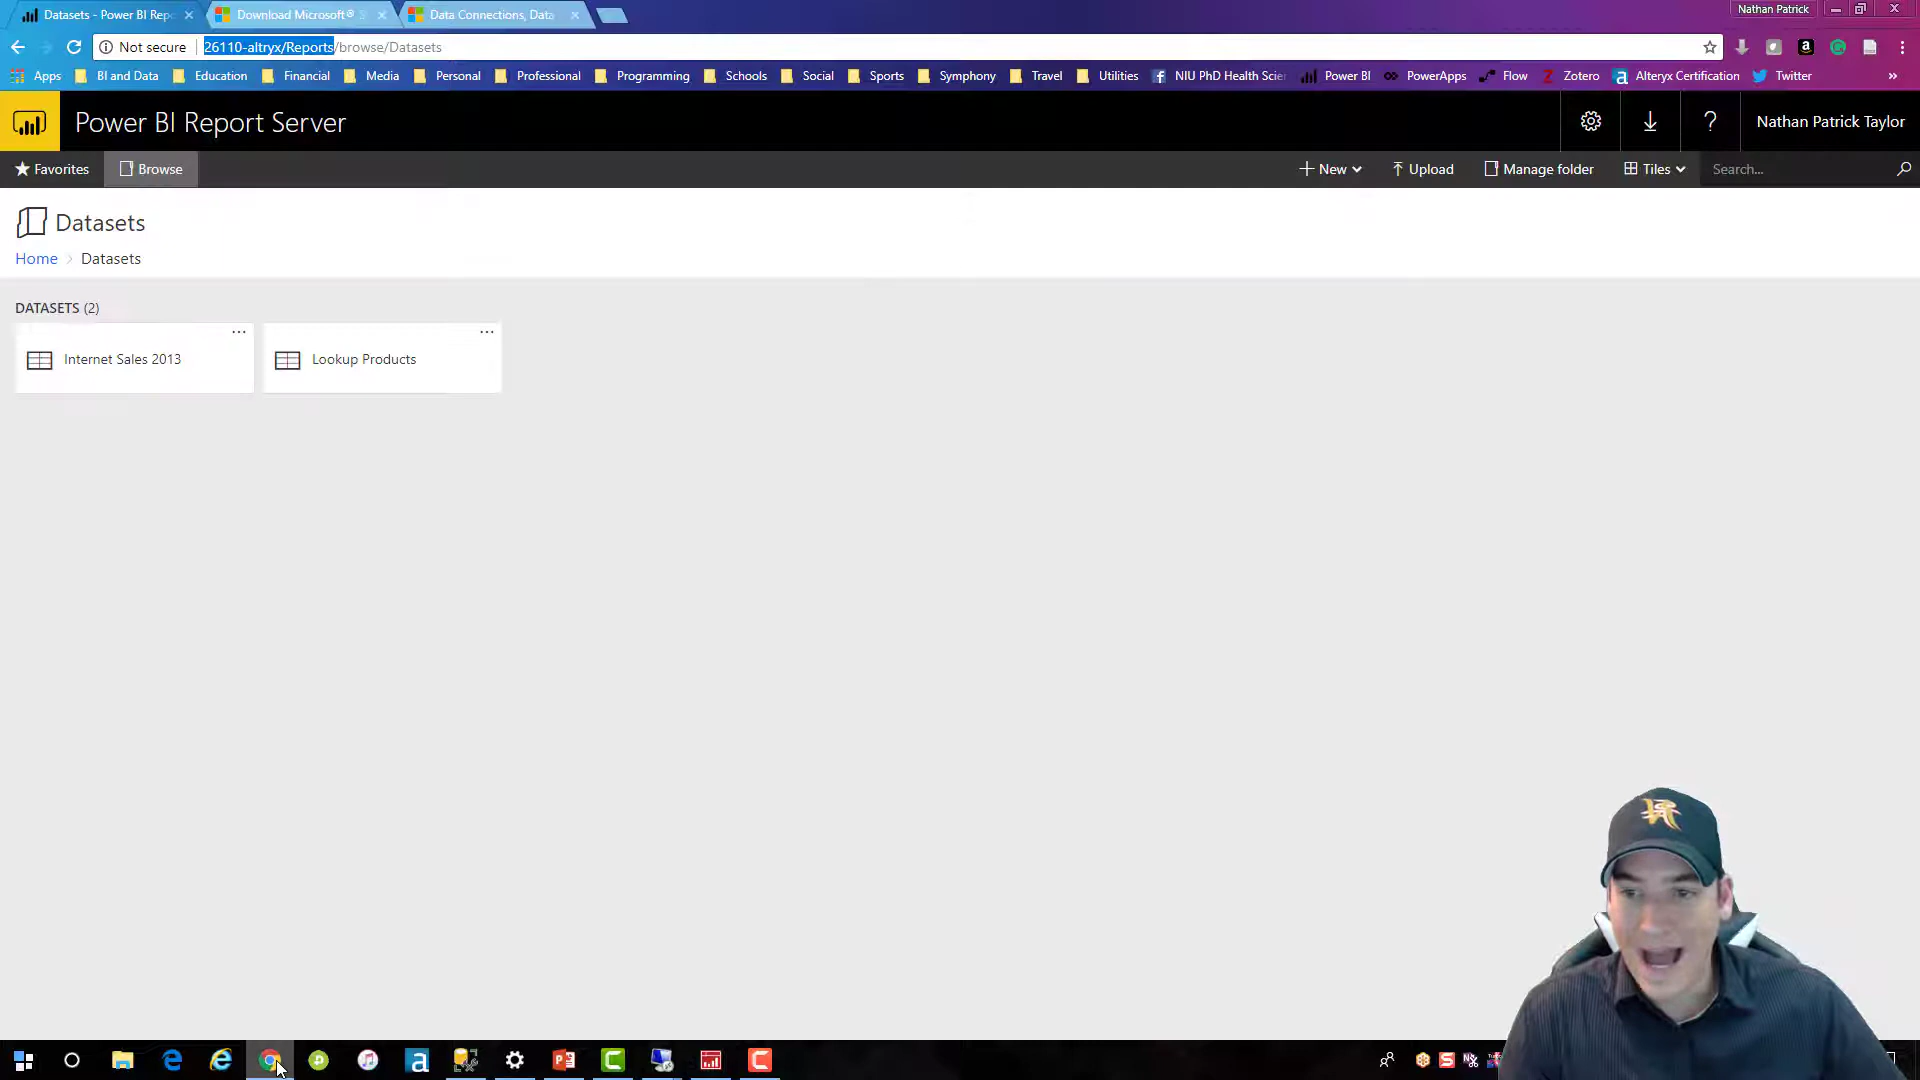 Datasets - Power BI Repo
Download Microsoft® S
Data Connections, Data
Nathan Patrick
Not secure
26110-altryx/Reports/browse/Datasets
Apps
BI and Data
Education
Financial
Media
Personal
Professional
Programming
Schools
Social
Sports
Symphony
Travel
Utilities
NIU PhD Health Scien
Power BI
PowerApps
Flow
Zotero
Alteryx Certification
Twitter
Power BI Report Server
Nathan Patrick Taylor
Favorites
Browse
New
Upload
Manage folder
Tiles
Search...
Datasets
Home > Datasets
DATASETS (2)
Internet Sales 2013
Lookup Products